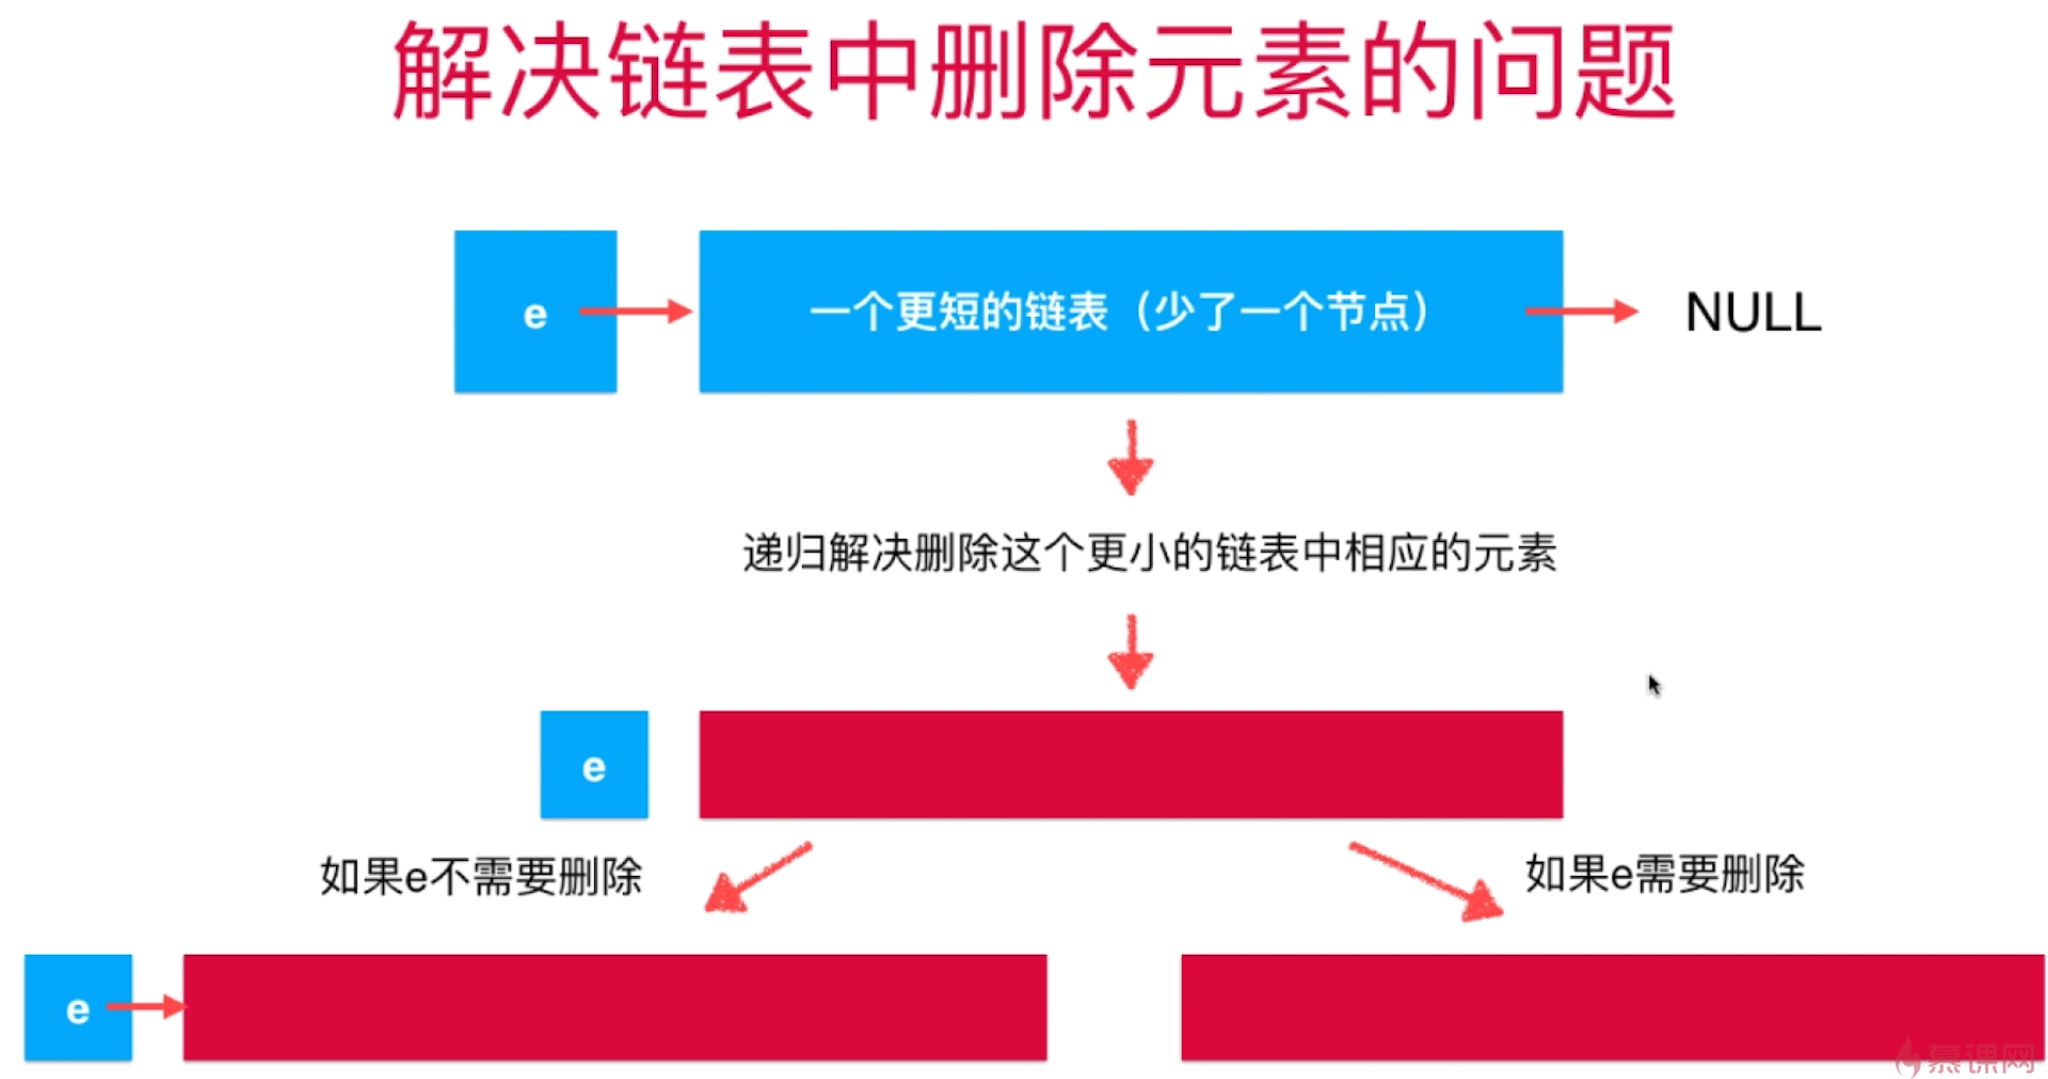 解决链表中删除元素的问题
e
一个更短的链表（少了一个节点）
NULL
递归解决删除这个更小的链表中相应的元素
e
如果e不需要删除
如果e需要删除
e
慕课网